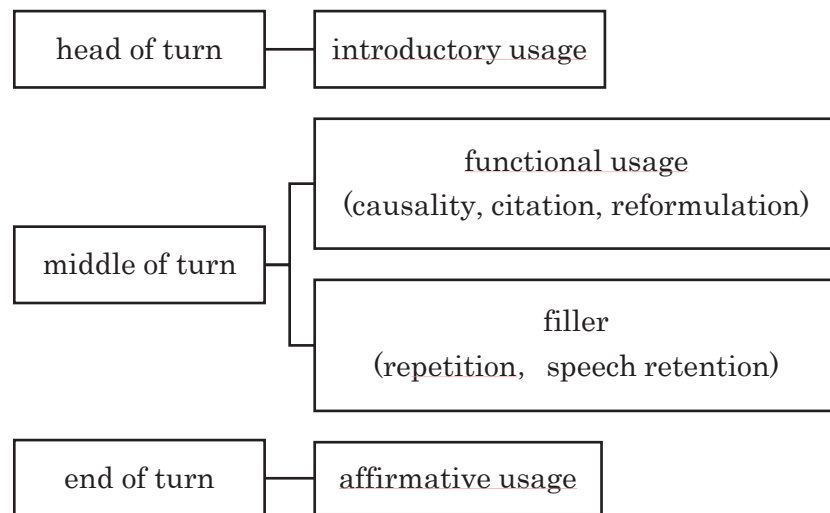 head of turn
introductory usage
functional usage
(causality, citation, reformulation)
middle of turn
filler
(repetition, speech retention)
end of turn
affirmative usage